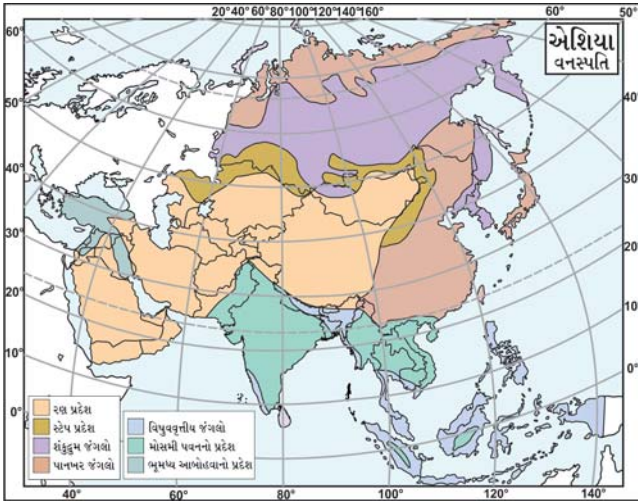 20° 40° 60° 80° 100° 120° 140° 160° 60° 50°
એશિયા
વનસ્પતિ
60°
50°
40°
30°
20°
10°
0°
40°
30°
20°
10°
0°
રણ પ્રદેશ
સ્ટેપ પ્રદેશ
શંકુદ્રુમ જંગલો
પાનખર જંગલો
વિષુવવૃત્તીય જંગલો
મોસમી પવનનો પ્રદેશ
ભૂમધ્ય આબોહવાનો પ્રદેશ
40° 60° 80° 100° 120°